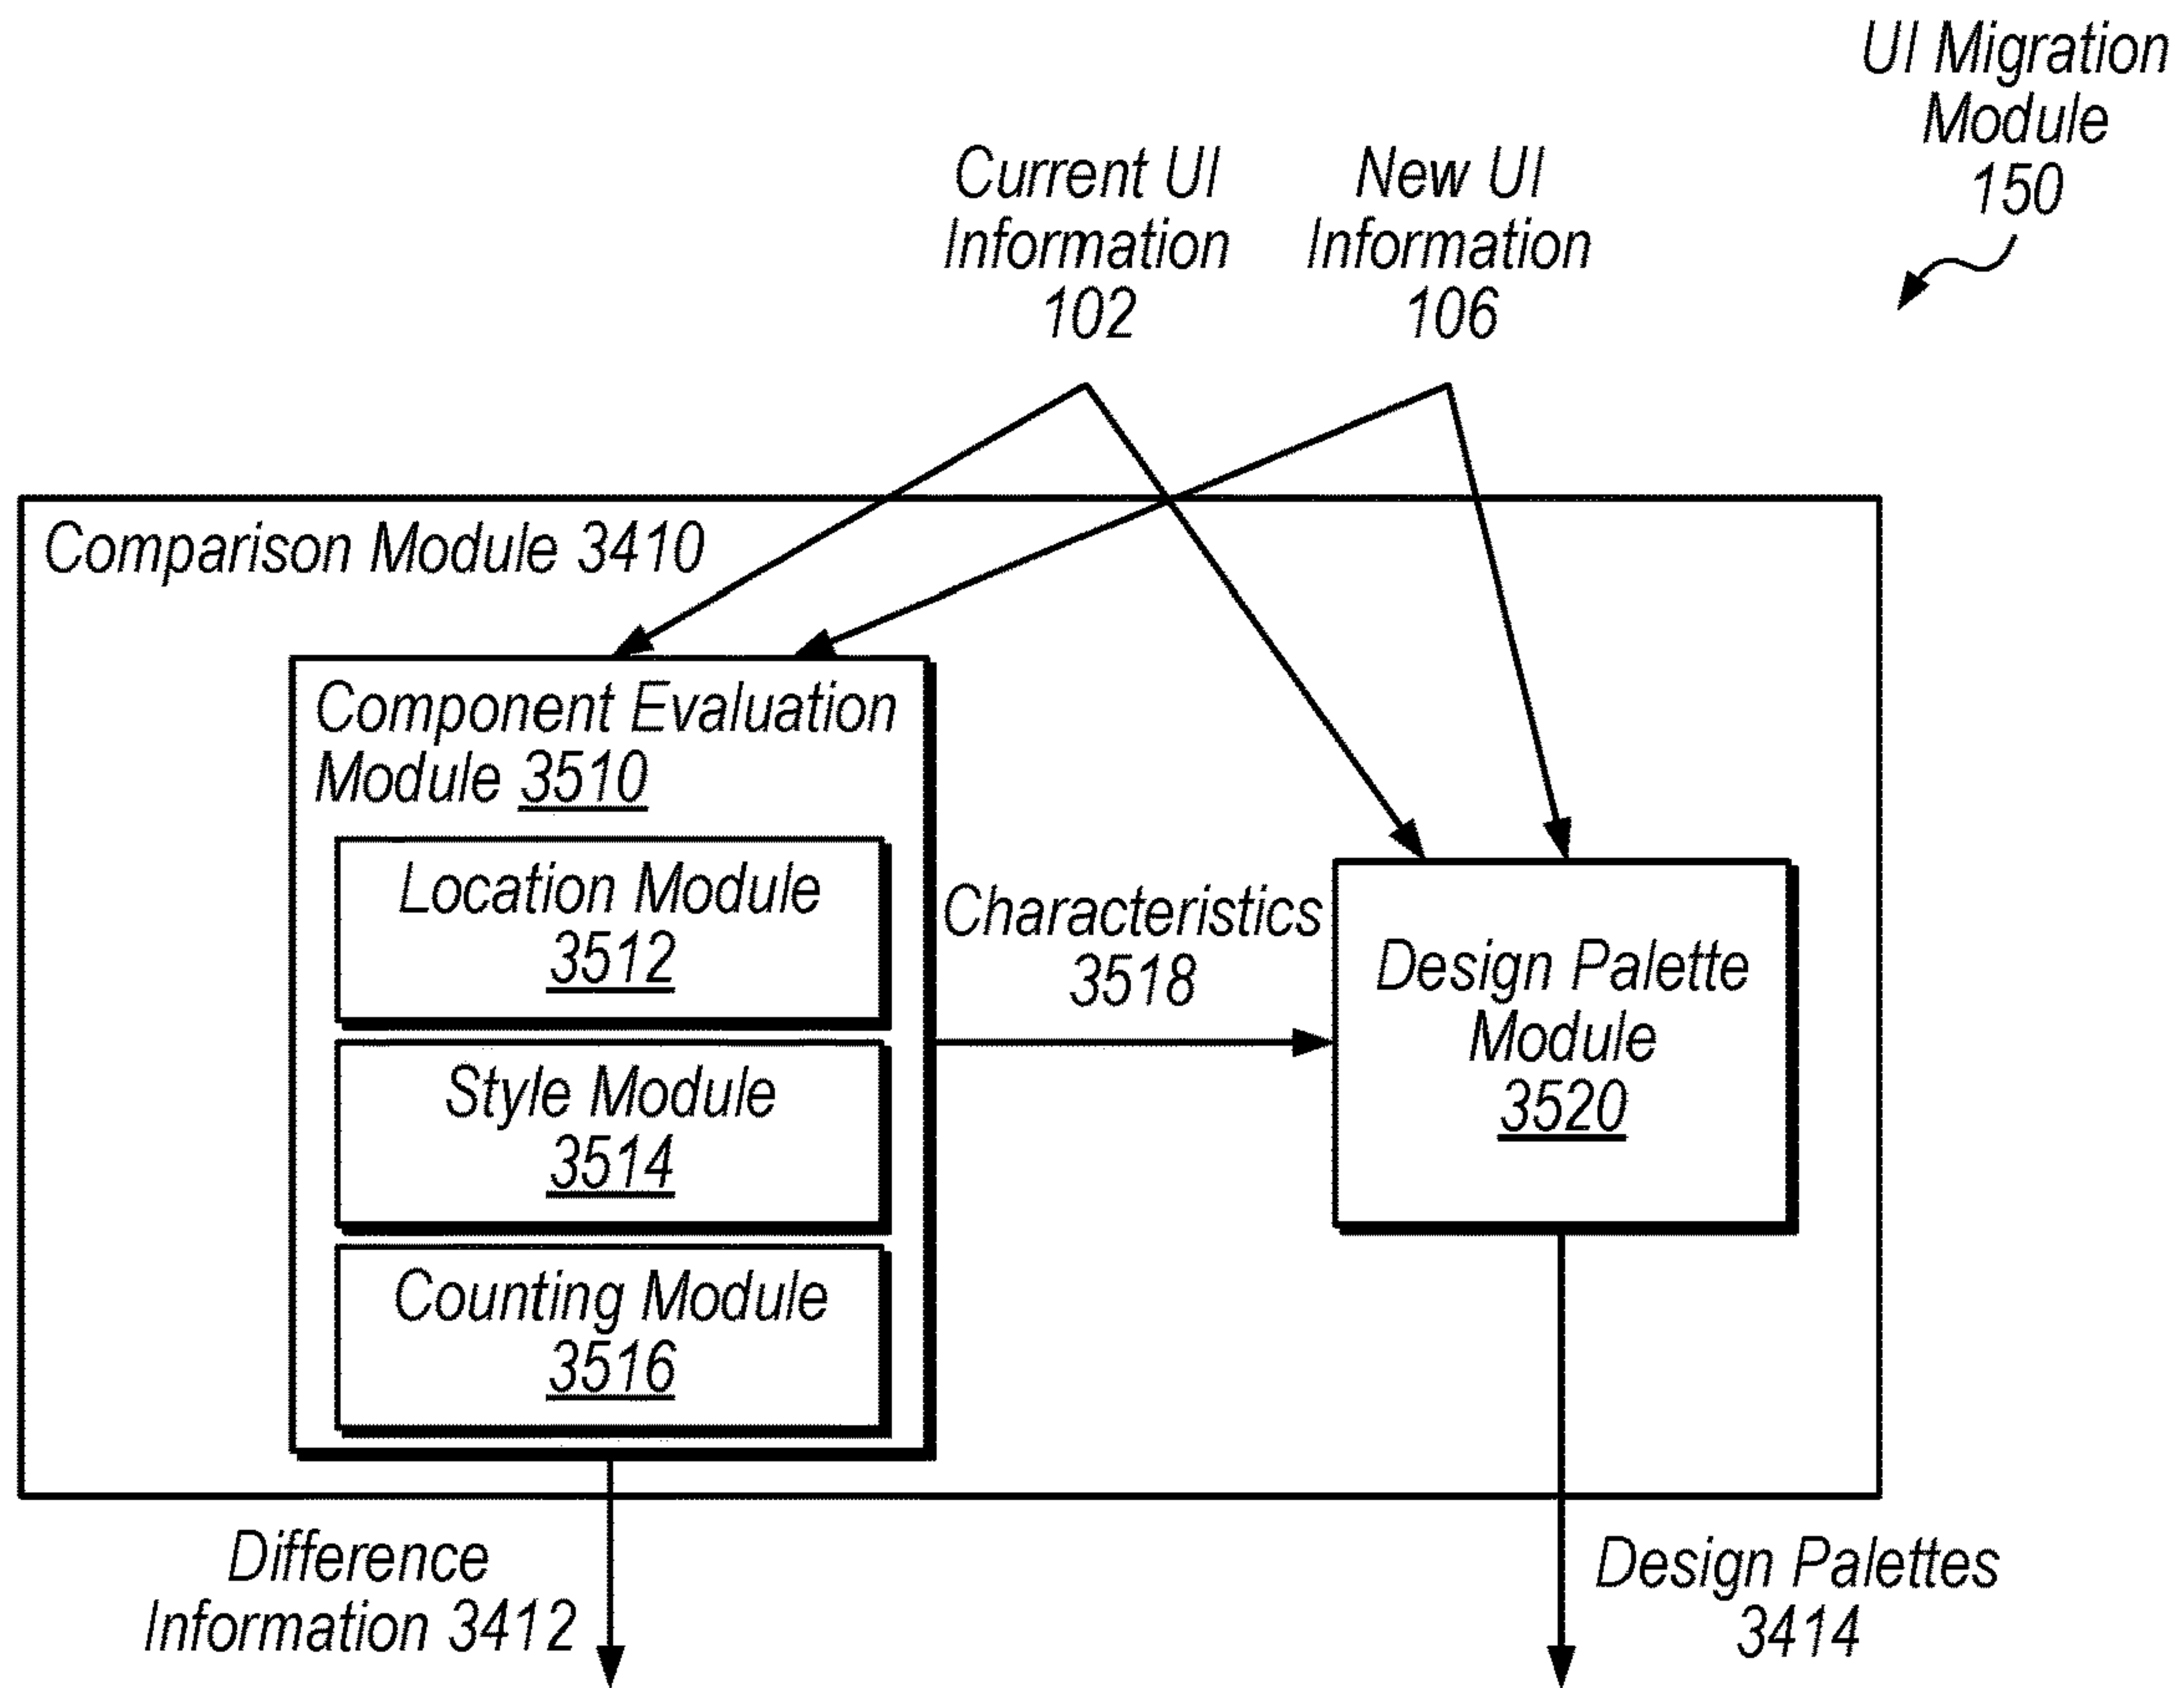 UI Migration
Module
150
Current UI
Information
102
New UI
Information
106
Comparison Module 3410
Component Evaluation
Module 3510
Location Module
3512
Style Module
3514
Counting Module
3516
Characteristics
3518
Design Palette
Module
3520
Difference
Information 3412
Design Palettes
3414